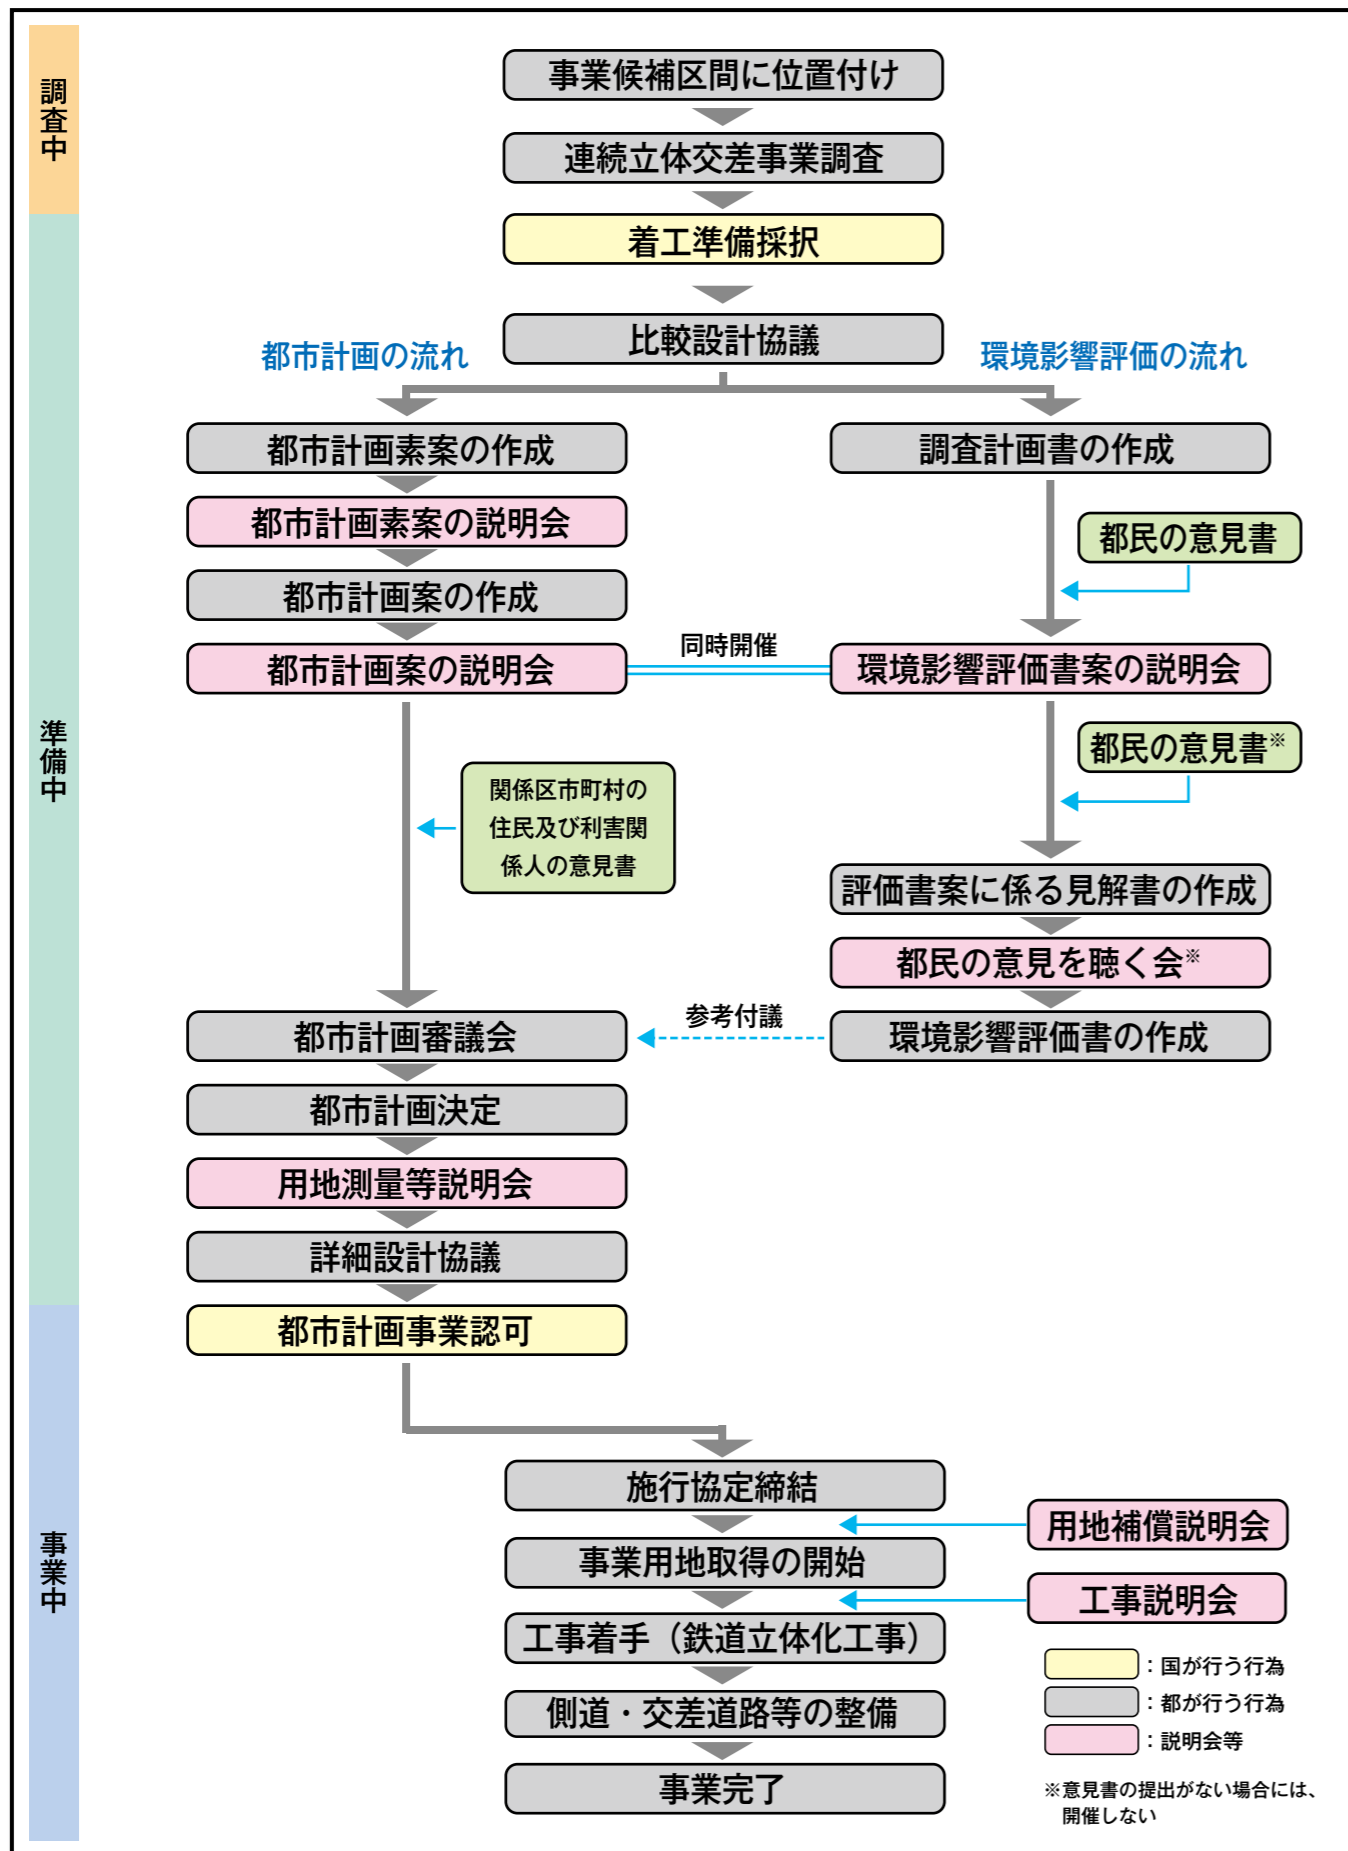 調査中
事業候補区間に位置付け
連続立体交差事業調査
準備中
着工準備採択
比較設計協議
都市計画の流れ
環境影響評価の流れ
都市計画素案の作成
都市計画素案の説明会
都市計画案の作成
都市計画案の説明会
同時開催
調査計画書の作成
都民の意見書
環境影響評価書案の説明会
都民の意見書※
関係区市町村の
住民及び利害関
係人の意見書
評価書案に係る見解書の作成
都民の意見を聴く会※
環境影響評価書の作成
参考付議
都市計画審議会
都市計画決定
用地測量等説明会
詳細設計協議
事業中
都市計画事業認可
施行協定締結
用地補償説明会
事業用地取得の開始
工事説明会
工事着手（鉄道立体化工事）
側道・交差道路等の整備
事業完了
：国が行う行為
：都が行う行為
：説明会等
※意見書の提出がない場合には、
開催しない